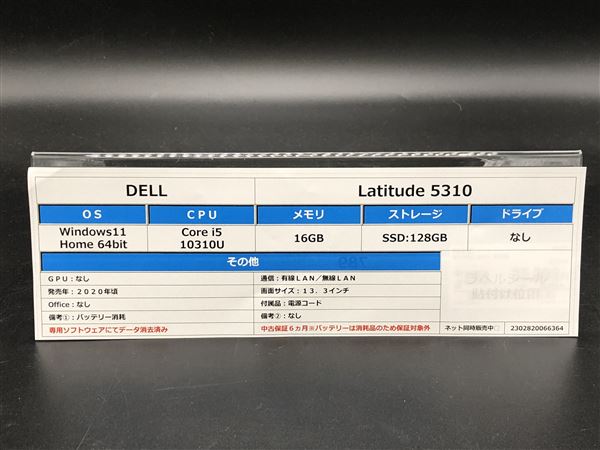 DELL Latitude 5310
OS CPU メモリ ストレージ ドライブ
Windows11 Home 64bit Core i5 10310U 16GB SSD:128GB なし
その他
GPU：なし 通信：有線LAN／無線LAN
発売年：2020年頃 画面サイズ：13.3インチ
Office：なし 付属品：電源コード
備考①：バッテリー消耗 備考②：なし
専用ソフトウェアにてデータ消去済み 中古保証6ヵ月※バッテリーは消耗品のため保証対象外 ネット同時販売中□ 2302820066364